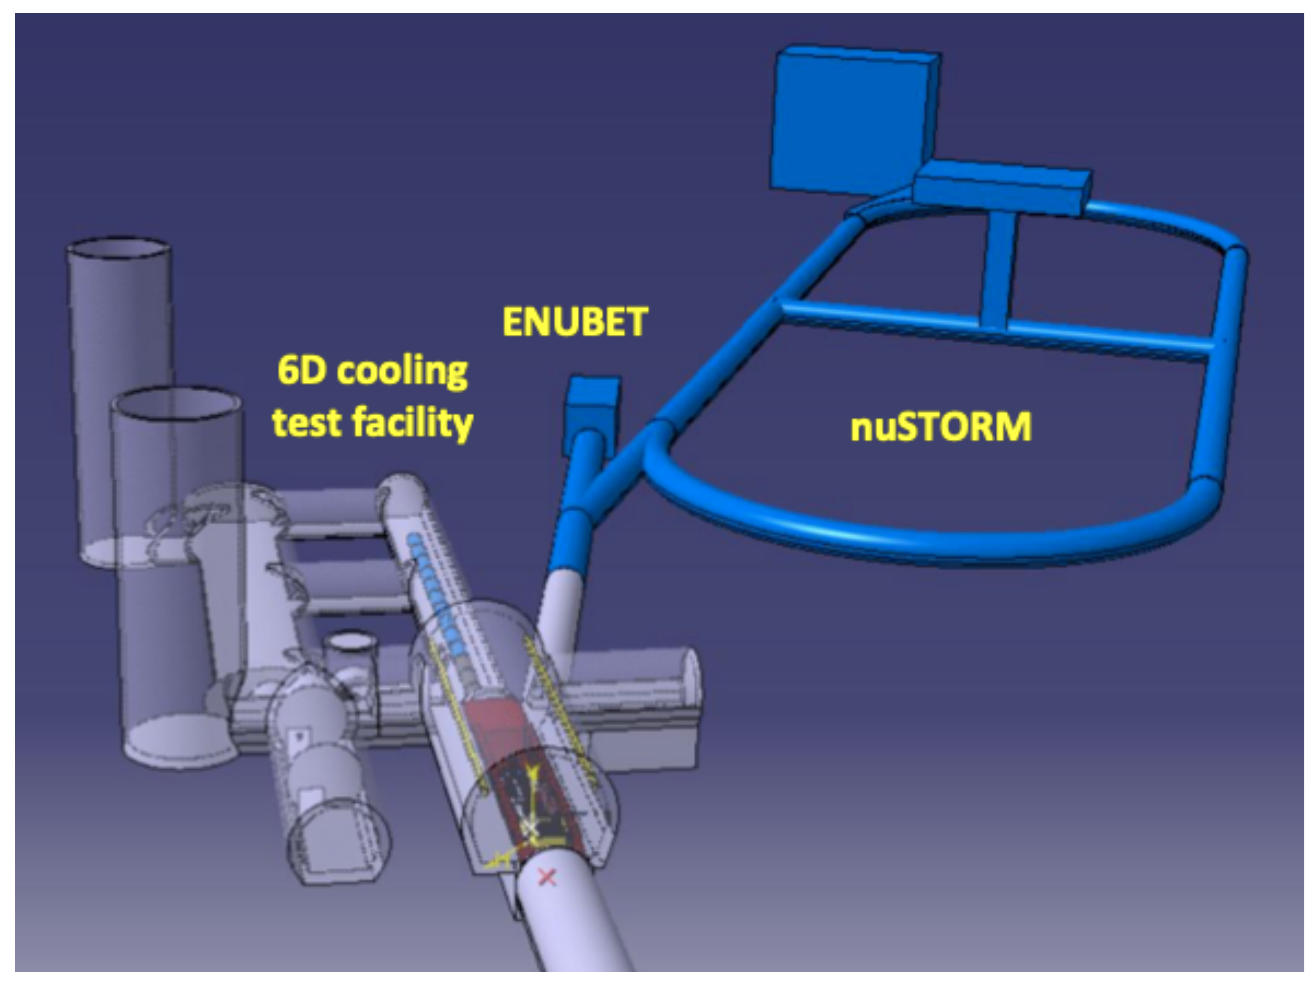 ENUBET
6D cooling
test facility
nuSTORM